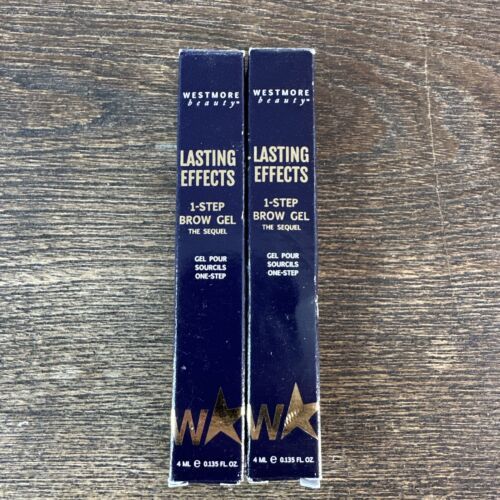 WESTMORE
beauty™
LASTING
EFFECTS
1-STEP
BROW GEL
THE SEQUEL
GEL POUR
SOURCILS
ONE-STEP
W
4 ML e 0.135 FL. OZ.
WESTMORE
beauty™
LASTING
EFFECTS
1-STEP
BROW GEL
THE SEQUEL
GEL POUR
SOURCILS
ONE-STEP
W
4 ML e 0.135 FL. OZ.